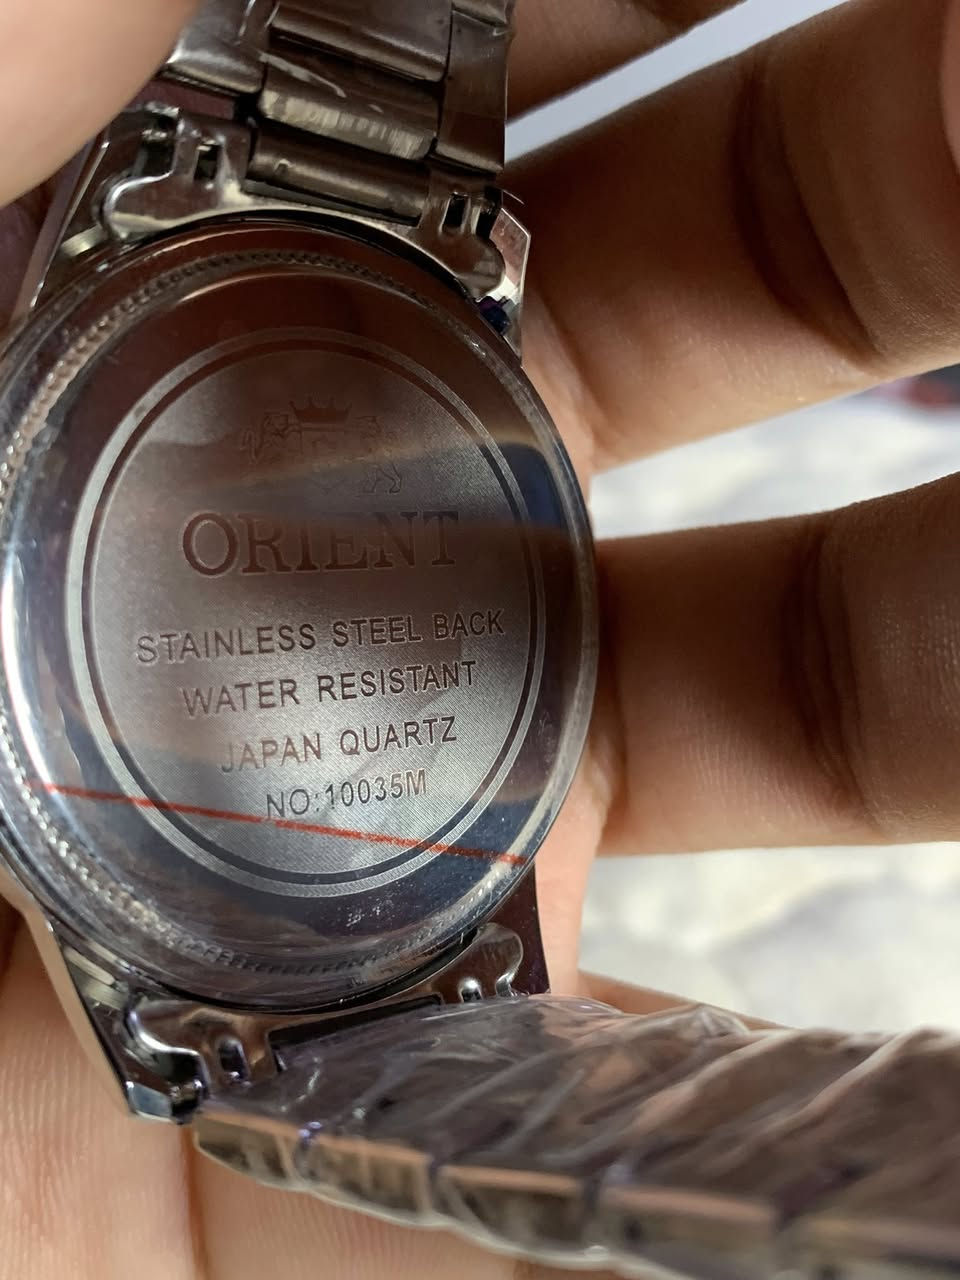 ORIENT
STAINLESS STEEL BACK
WATER RESISTANT
JAPAN QUARTZ
NO:10035M